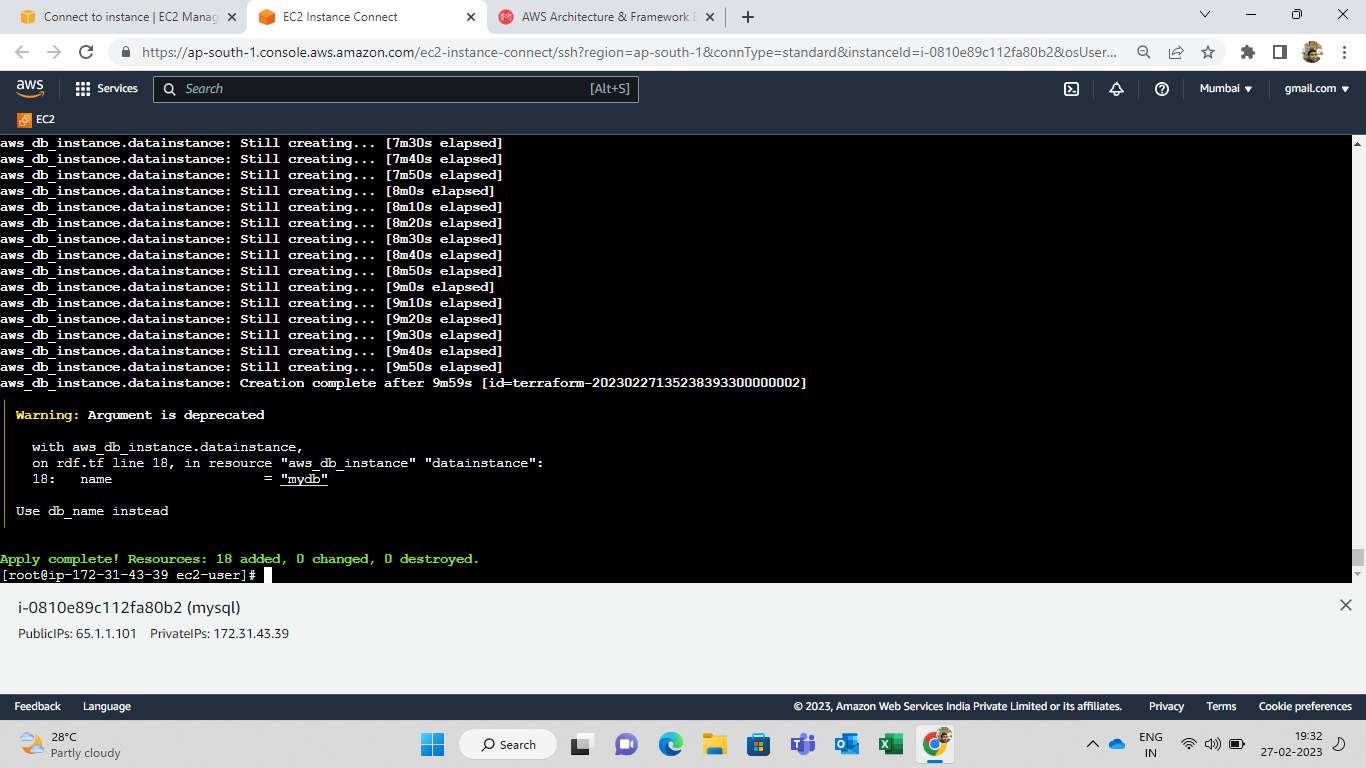 Connect to instance | EC2 Manag
EC2 Instance Connect
AWS Architecture & Framework E
https://ap-south-1.console.aws.amazon.com/ec2-instance-connect/ssh?region=ap-south-1&connType=standard&instanceId=i-0810e89c112fa80b2&osUser...
aws
Services
Search
[Alt+S]
Mumbai
gmail.com
EC2
aws_db_instance.datainstance: Still creating... [7m30s elapsed]
aws_db_instance.datainstance: Still creating... [7m40s elapsed]
aws_db_instance.datainstance: Still creating... [7m50s elapsed]
aws_db_instance.datainstance: Still creating... [8m0s elapsed]
aws_db_instance.datainstance: Still creating... [8m10s elapsed]
aws_db_instance.datainstance: Still creating... [8m20s elapsed]
aws_db_instance.datainstance: Still creating... [8m30s elapsed]
aws_db_instance.datainstance: Still creating... [8m40s elapsed]
aws_db_instance.datainstance: Still creating... [8m50s elapsed]
aws_db_instance.datainstance: Still creating... [9m0s elapsed]
aws_db_instance.datainstance: Still creating... [9m10s elapsed]
aws_db_instance.datainstance: Still creating... [9m20s elapsed]
aws_db_instance.datainstance: Still creating... [9m30s elapsed]
aws_db_instance.datainstance: Still creating... [9m40s elapsed]
aws_db_instance.datainstance: Still creating... [9m50s elapsed]
aws_db_instance.datainstance: Creation complete after 9m59s [id=terraform-20230227135238393300000002]
Warning: Argument is deprecated
with aws_db_instance.datainstance,
on rdf.tf line 18, in resource "aws_db_instance" "datainstance":
18: name = "mydb"
Use db_name instead
Apply complete! Resources: 18 added, 0 changed, 0 destroyed.
[root@ip-172-31-43-39 ec2-user]#
i-0810e89c112fa80b2 (mysql)
PublicIPs: 65.1.1.101 PrivateIPs: 172.31.43.39
Feedback Language © 2023, Amazon Web Services India Private Limited or its affiliates. Privacy Terms Cookie preferences
28°C
Partly cloudy
Search
ENG
IN
19:32
27-02-2023